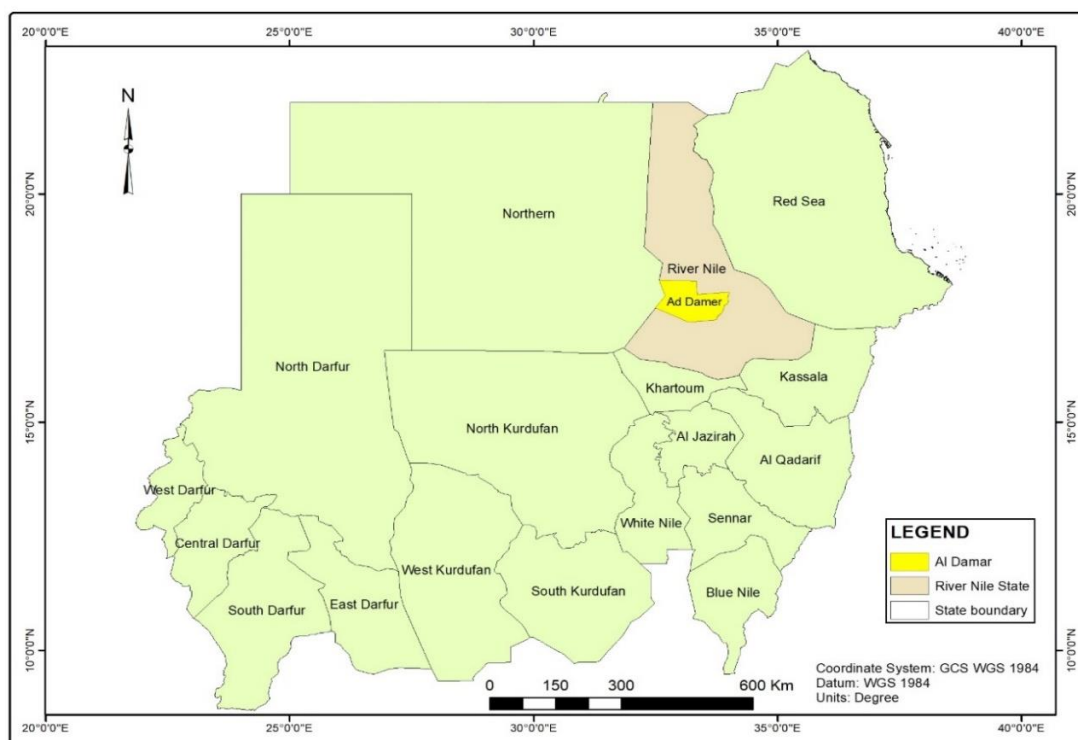 20°0'0"E 25°0'0"E 30°0'0"E 35°0'0"E 40°0'0"E
N
20°0'0"N
20°0'0"N
Northern
Red Sea
River Nile
Ad Damer
North Darfur
Khartoum
Kassala
15°0'0"N
15°0'0"N
North Kurdufan
Al Jazirah
Al Qadarif
West Darfur
White Nile
Sennar
Central Darfur
West Kurdufan
South Kurdufan
Blue Nile
South Darfur
East Darfur
LEGEND
Al Damar
River Nile State
State boundary
10°0'0"N
10°0'0"N
0 150 300 600 Km
Coordinate System: GCS WGS 1984
Datum: WGS 1984
Units: Degree
20°0'0"E 25°0'0"E 30°0'0"E 35°0'0"E 40°0'0"E